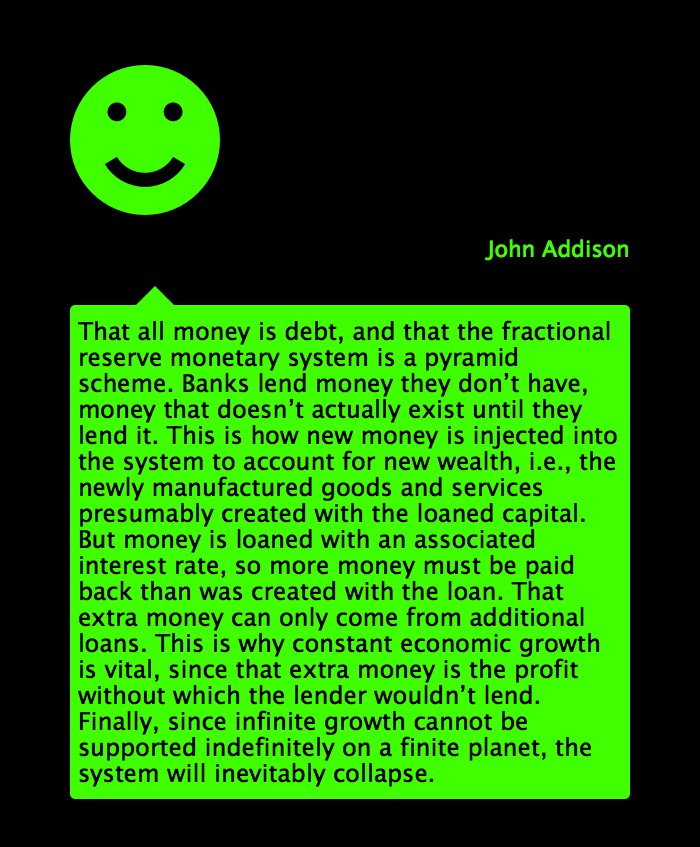 John Addison
That all money is debt, and that the fractional
reserve monetary system is a pyramid
scheme. Banks lend money they don’t have,
money that doesn’t actually exist until they
lend it. This is how new money is injected into
the system to account for new wealth, i.e., the
newly manufactured goods and services
presumably created with the loaned capital.
But money is loaned with an associated
interest rate, so more money must be paid
back than was created with the loan. That
extra money can only come from additional
loans. This is why constant economic growth
is vital, since that extra money is the profit
without which the lender wouldn’t lend.
Finally, since infinite growth cannot be
supported indefinitely on a finite planet, the
system will inevitably collapse.